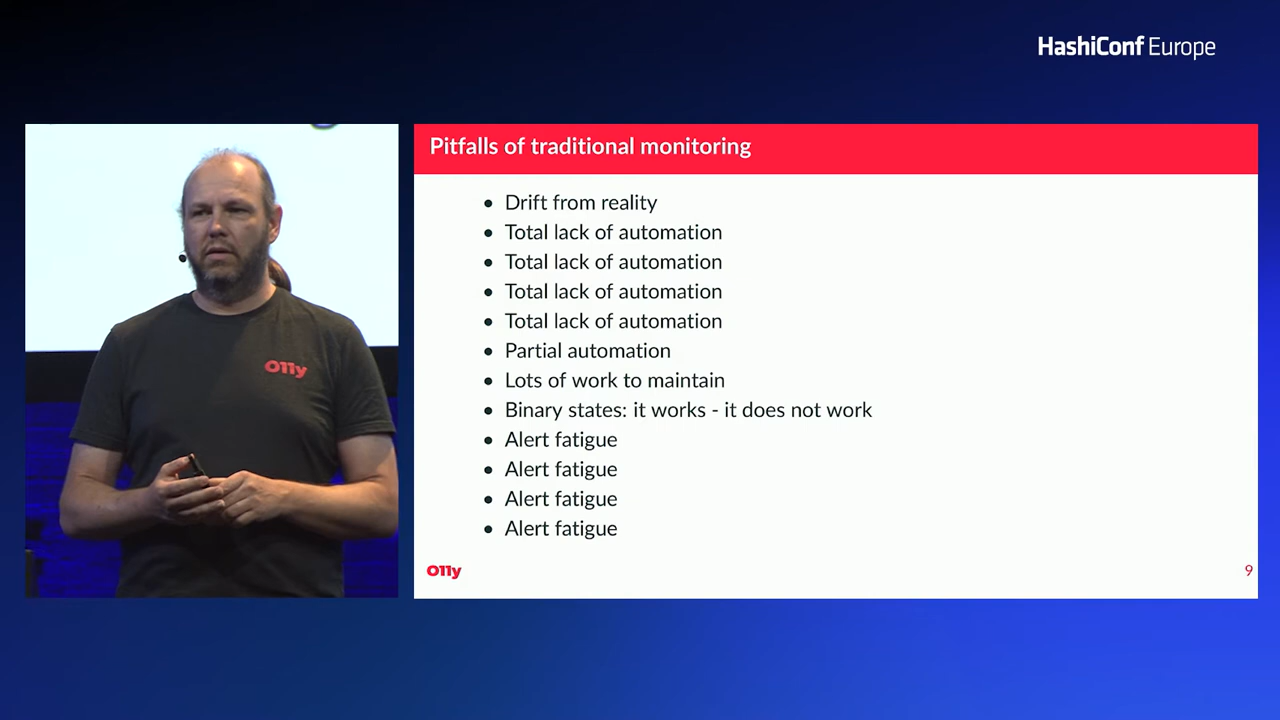 HashiConf Europe
Pitfalls of traditional monitoring
• Drift from reality
• Total lack of automation
• Total lack of automation
• Total lack of automation
• Total lack of automation
• Partial automation
• Lots of work to maintain
• Binary states: it works - it does not work
• Alert fatigue
• Alert fatigue
• Alert fatigue
• Alert fatigue
O11y
O11y
9